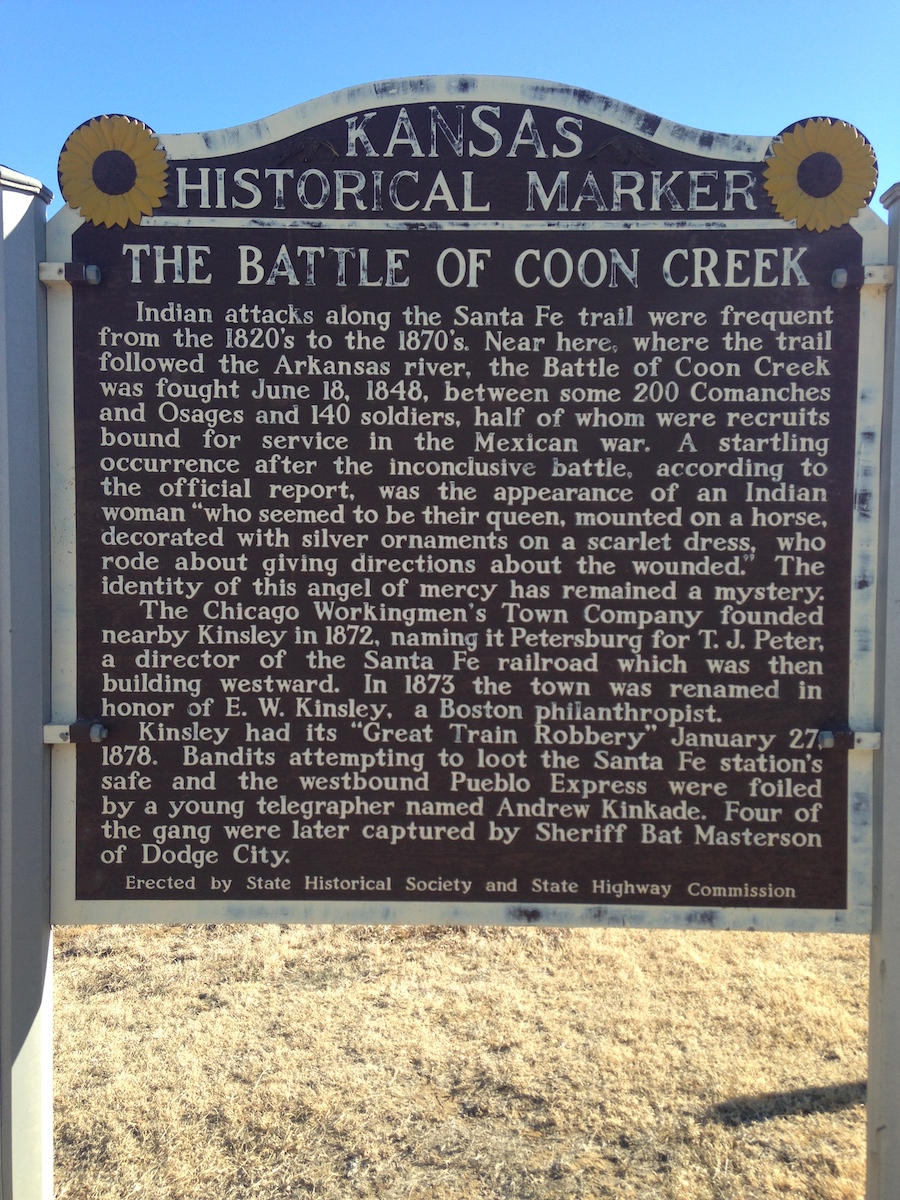 KANSAS
HISTORICAL MARKER
THE BATTLE OF COON CREEK
Indian attacks along the Santa Fe trail were frequent
from the 1820's to the 1870's. Near here, where the trail
followed the Arkansas river, the Battle of Coon Creek
was fought June 18, 1848, between some 200 Comanches
and Osages and 140 soldiers, half of whom were recruits
bound for service in the Mexican war. A startling
occurrence after the inconclusive battle, according to
the official report, was the appearance of an Indian
woman "who seemed to be their queen, mounted on a horse,
decorated with silver ornaments on a scarlet dress, who
rode about giving directions about the wounded." The
identity of this angel of mercy has remained a mystery.
The Chicago Workingmen's Town Company founded
nearby Kinsley in 1872, naming it Petersburg for T. J. Peter,
a director of the Santa Fe railroad which was then
building westward. In 1873 the town was renamed in
honor of E. W. Kinsley, a Boston philanthropist.
Kinsley had its "Great Train Robbery" January 27,
1878. Bandits attempting to loot the Santa Fe station's
safe and the westbound Pueblo Express were foiled
by a young telegrapher named Andrew Kinkade. Four of
the gang were later captured by Sheriff Bat Masterson
of Dodge City.
Erected by State Historical Society and State Highway Commission